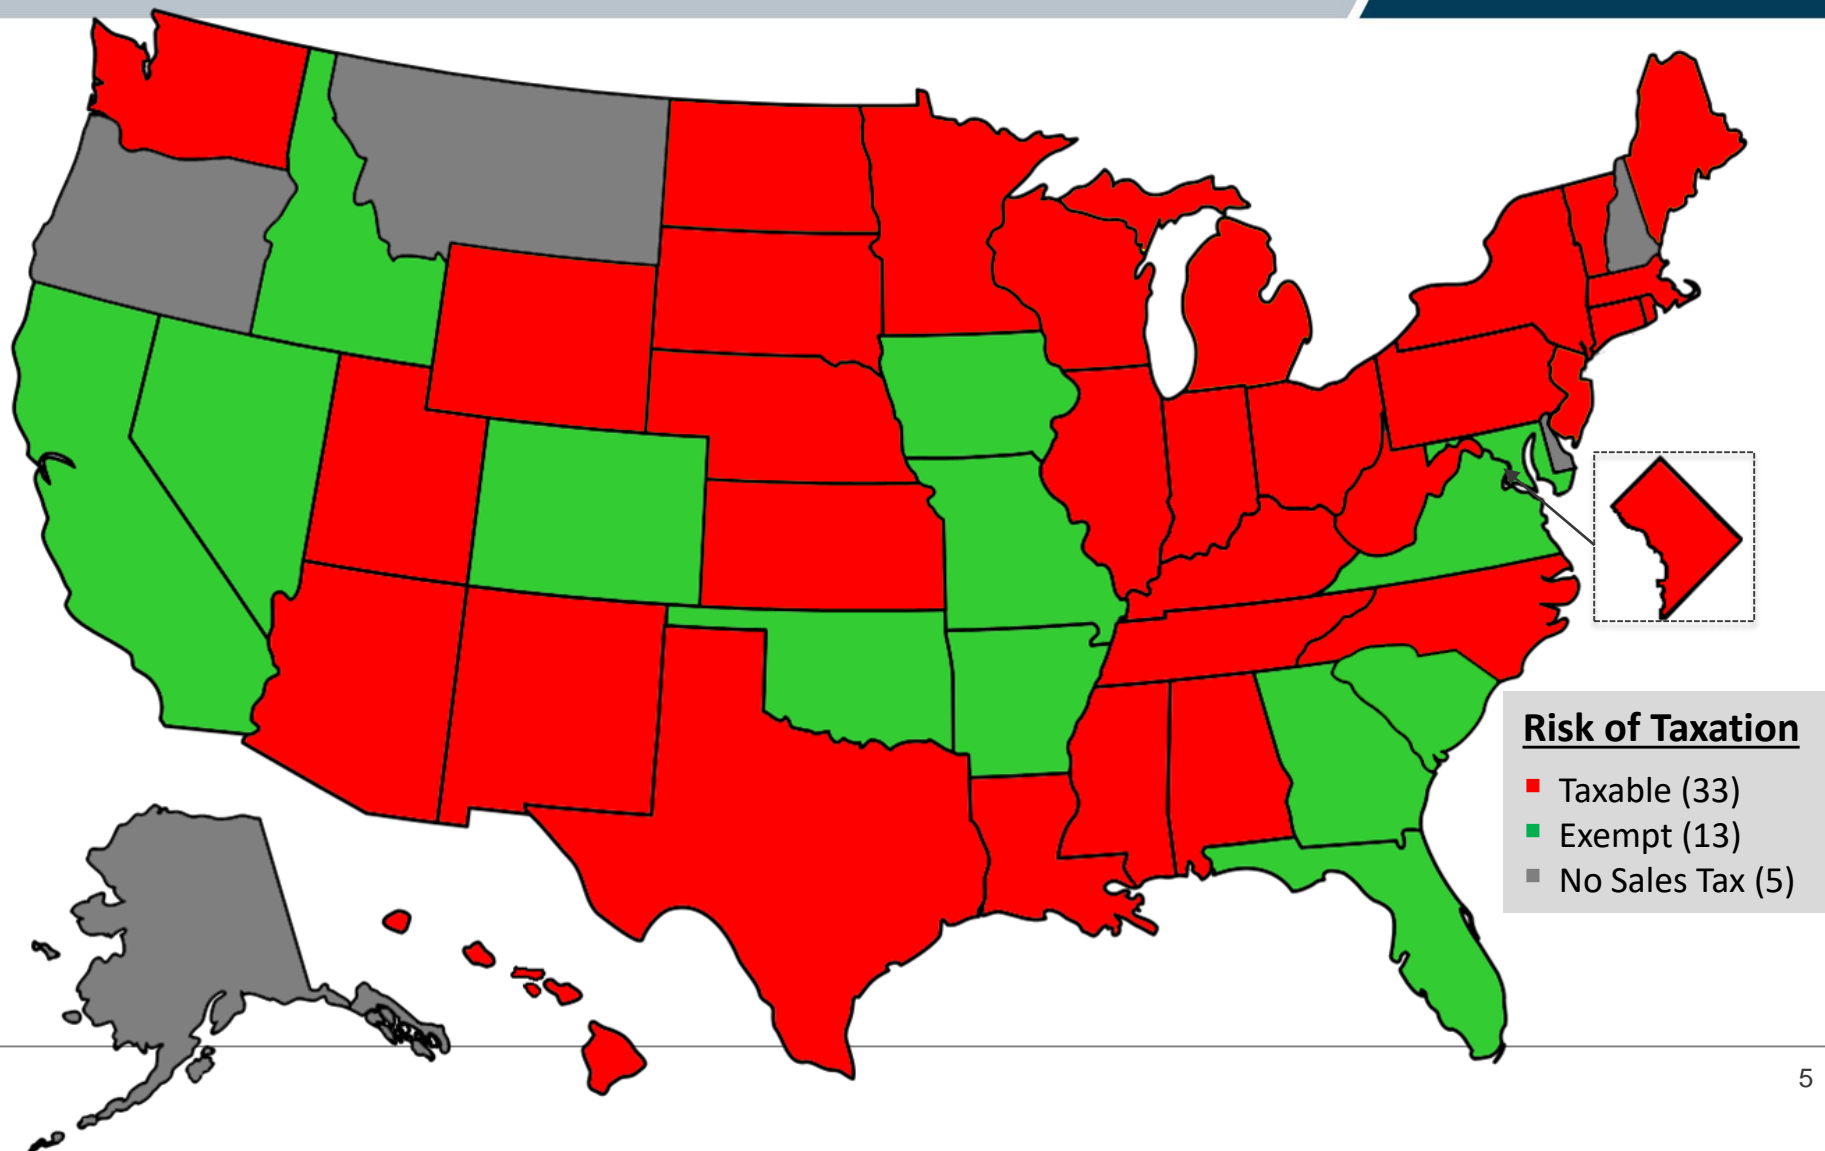 Risk of Taxation
Taxable (33)
Exempt (13)
No Sales Tax (5)
5